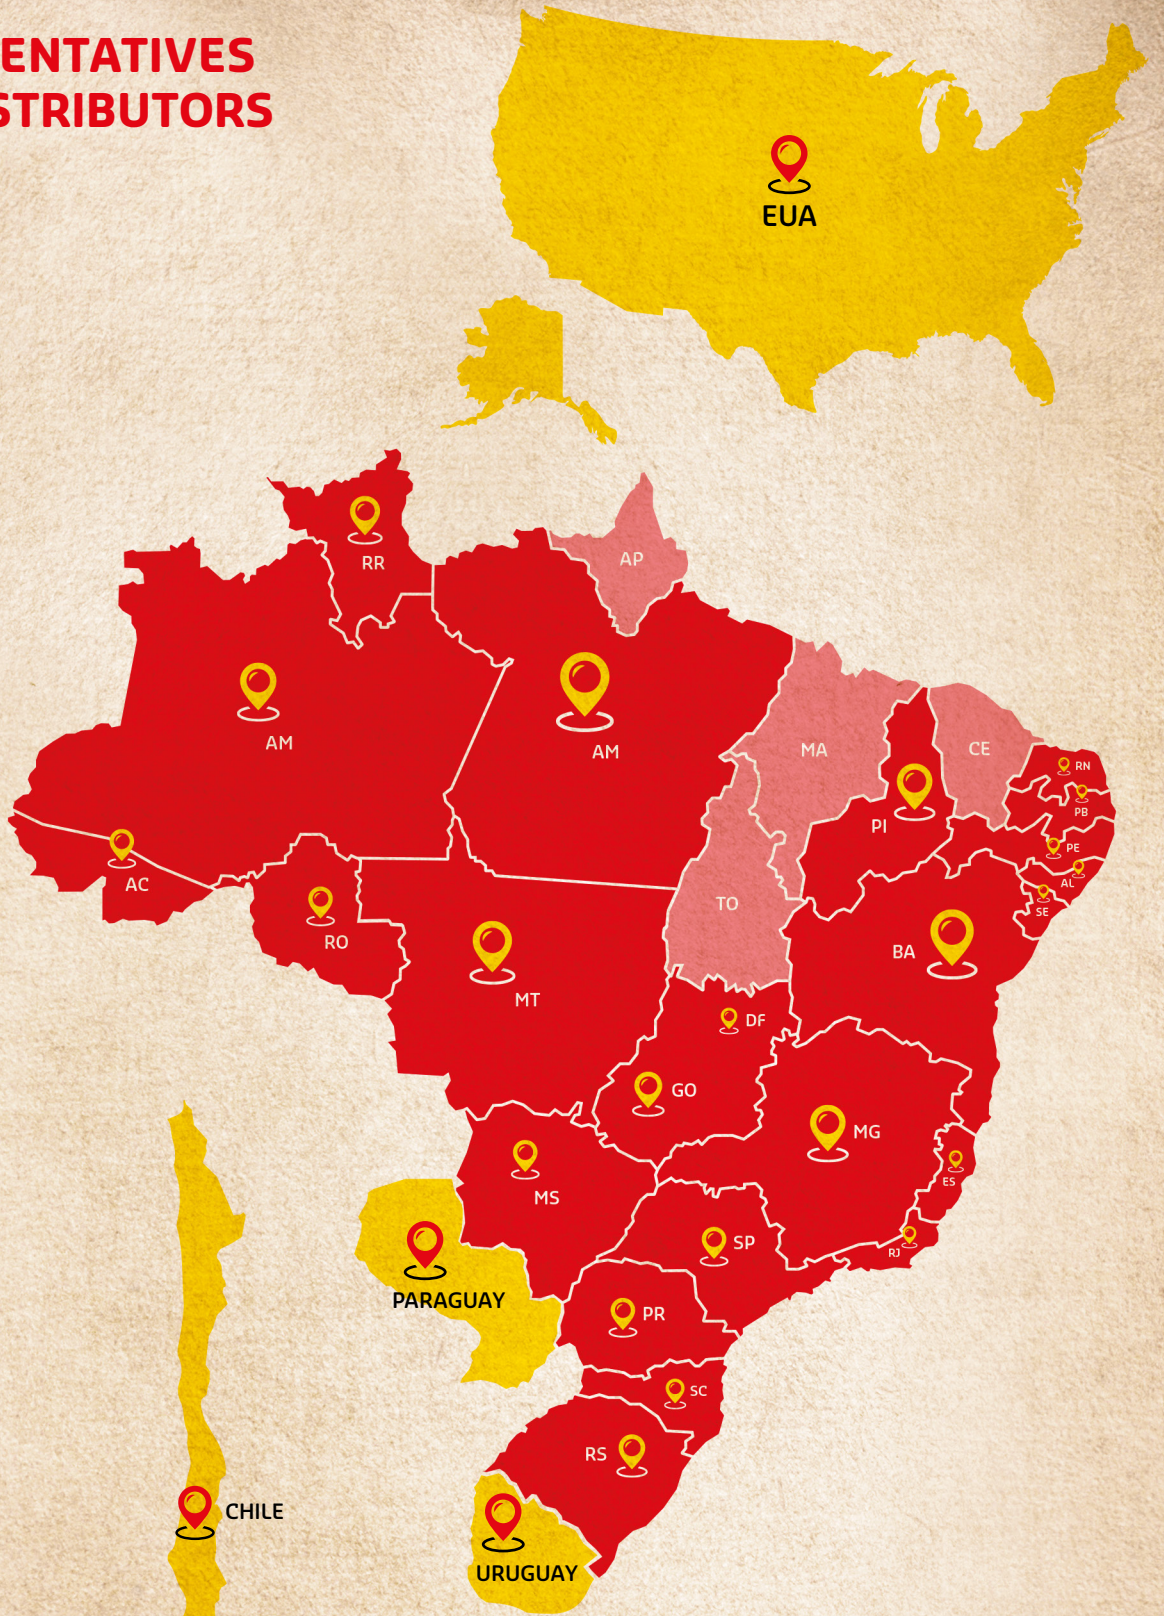 ENTATIVES
STRIBUTORS
EUA
RR
AP
AM
AM
MA
CE
RN
PB
PI
PE
AL
SE
AC
TO
RO
BA
MT
DF
GO
MG
ES
MS
SP
RJ
PARAGUAY
PR
SC
RS
CHILE
URUGUAY